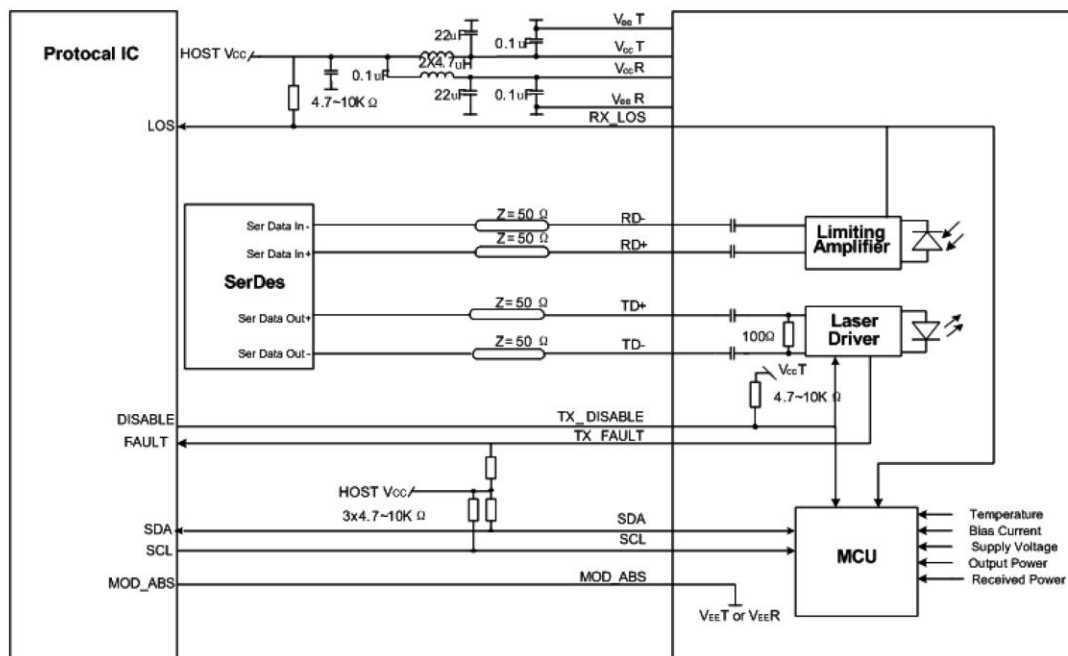 Protocal IC
HOST Vcc
22uF
0.1uF
VeeT
VccT
2X4.7uH
0.1uF
VccR
4.7~10K Ω
22uF
0.1uF
VeeR
LOS
RX_LOS
SerDes
Ser Data In -
Z= 50 Ω
RD-
Ser Data In+
Z= 50 Ω
RD+
Limiting
Amplifier
Ser Data Out+
Z= 50 Ω
TD+
Ser Data Out -
Z= 50 Ω
TD-
100Ω
Laser
Driver
VccT
4.7~10K Ω
DISABLE
TX_DISABLE
FAULT
TX_FAULT
HOST Vcc
3x4.7~10K Ω
SDA
SDA
SCL
SCL
MCU
Temperature
Bias Current
Supply Voltage
Output Power
Received Power
MOD_ABS
MOD_ABS
VEET or VEER